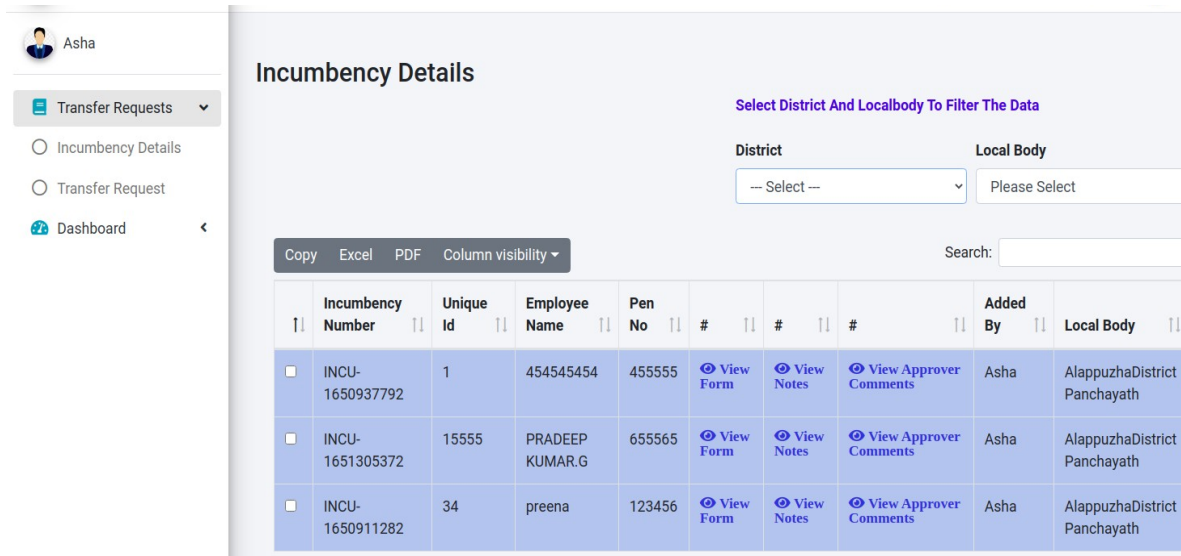 Asha
Transfer Requests
Incumbency Details
Transfer Request
Dashboard
Incumbency Details
Select District And Localbody To Filter The Data
District Local Body
--- Select --- Please Select
Copy Excel PDF Column visibility
Search:
Incumbency Number Unique Id Employee Name Pen No # # # Added By Local Body
INCU-1650937792 1 454545454 455555 View Form View Notes View Approver Comments Asha AlappuzhaDistrict Panchayath
INCU-1651305372 15555 PRADEEP KUMAR.G 655565 View Form View Notes View Approver Comments Asha AlappuzhaDistrict Panchayath
INCU-1650911282 34 preena 123456 View Form View Notes View Approver Comments Asha AlappuzhaDistrict Panchayath